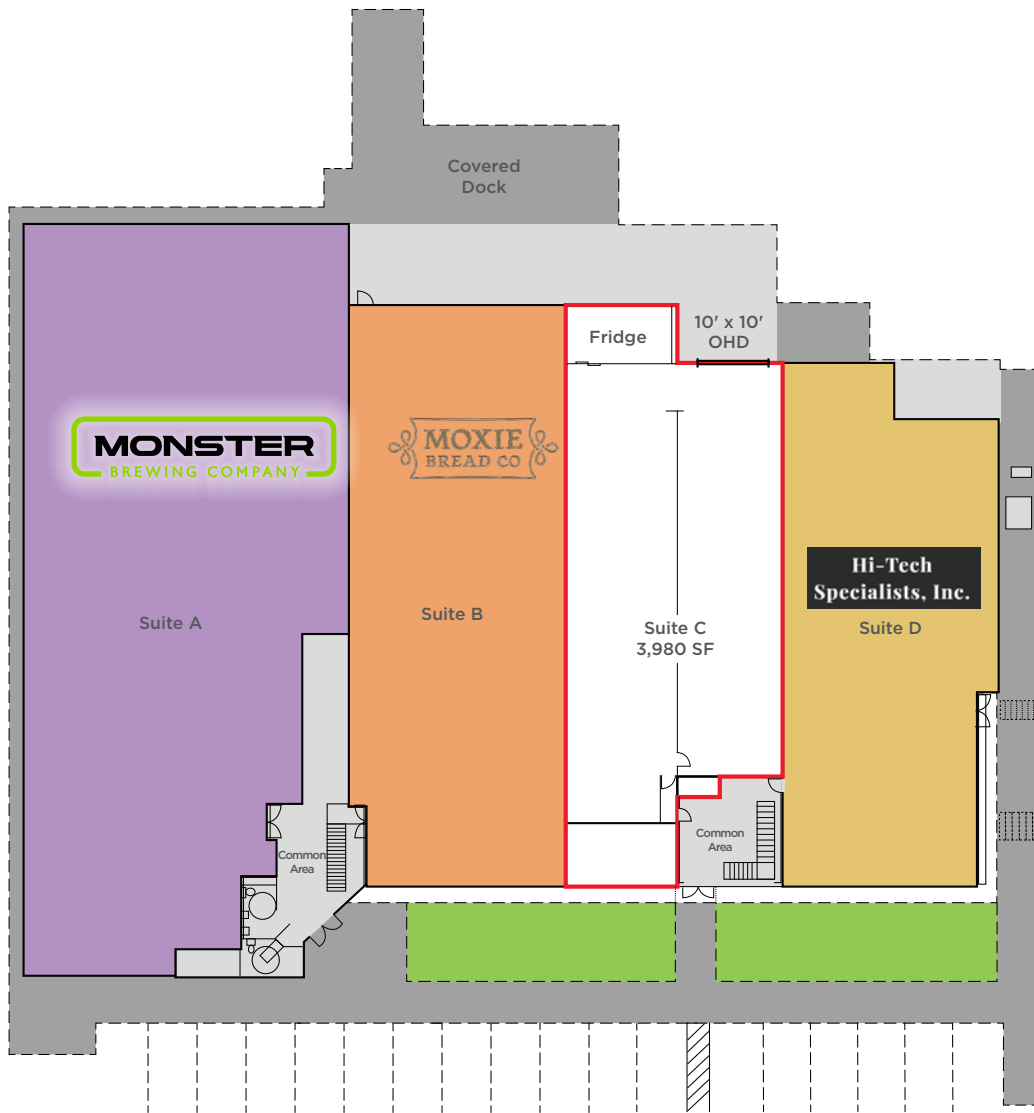 Covered
Dock
Fridge
10' x 10'
OHD
MONSTER
BREWING COMPANY
MOXIE
BREAD CO
Hi-Tech
Specialists, Inc.
Suite A
Suite B
Suite C
3,980 SF
Suite D
Common
Area
Common
Area